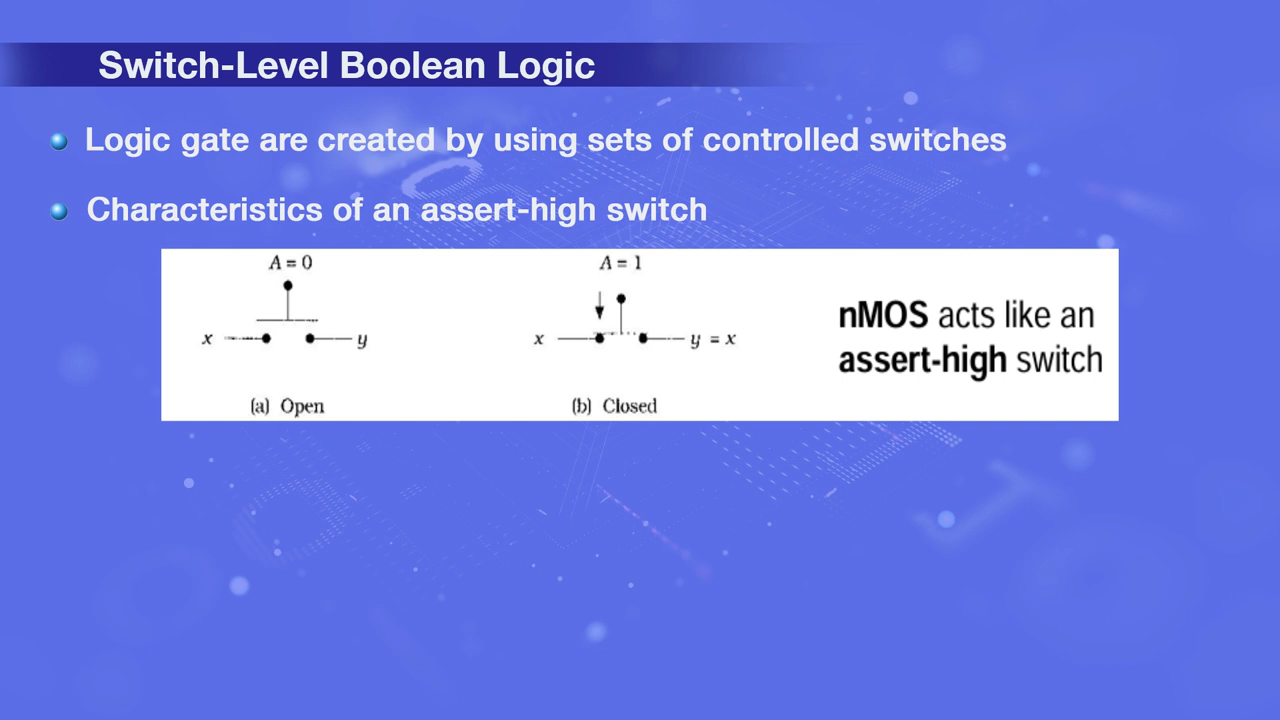 Switch-Level Boolean Logic
Logic gate are created by using sets of controlled switches
Characteristics of an assert-high switch
A = 0
A = 1
x y
x y = x
nMOS acts like an
assert-high switch
(a) Open
(b) Closed